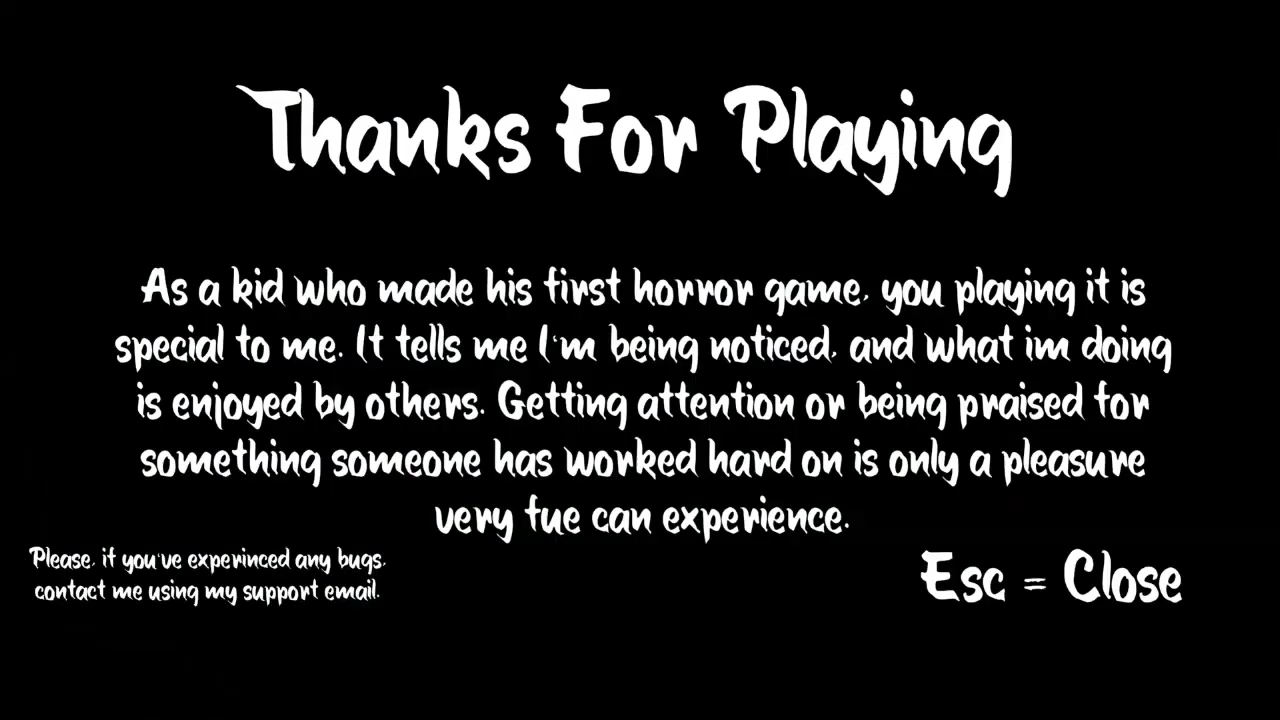 Thanks For Playing
As a kid who made his first horror game, you playing it is
special to me. It tells me I'm being noticed, and what im doing
is enjoyed by others. Getting attention or being praised for
something someone has worked hard on is only a pleasure
very fue can experience.
Please, if you've experinced any bugs,
contact me using my support email.
Esc = Close